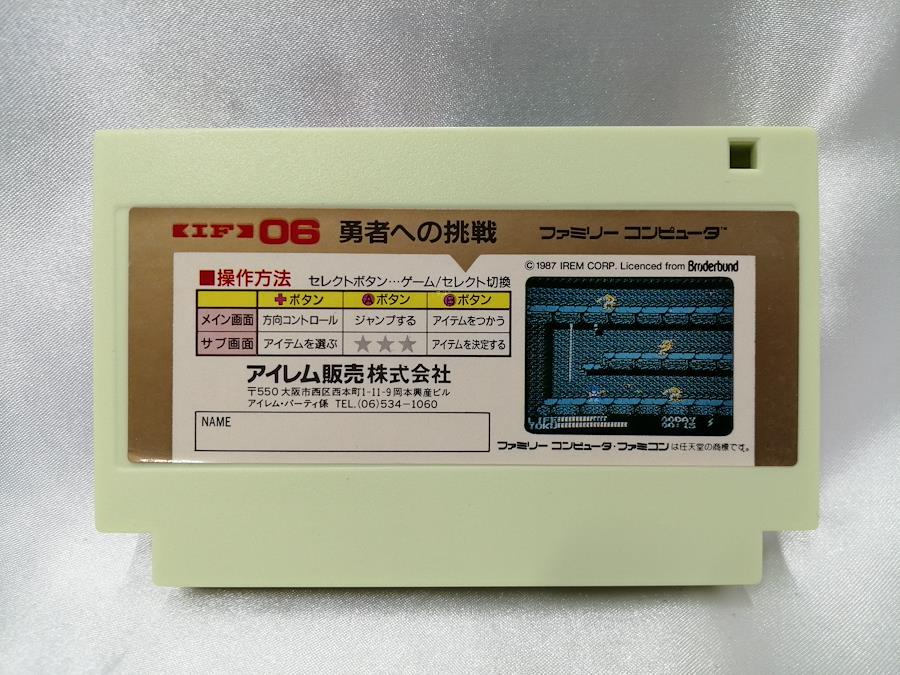 IF 06 勇者への挑戦 ファミリー コンピュータ™
© 1987 IREM CORP. Licenced from Brøderbund
■操作方法 セレクトボタン…ゲーム/セレクト切換
✚ボタン Ⓐボタン Ⓑボタン
メイン画面 方向コントロール ジャンプする アイテムをつかう
サブ画面 アイテムを選ぶ ★★★ アイテムを決定する
アイレム販売株式会社
〒550 大阪市西区西本町1-11-9 岡本興産ビル
アイレム・パーティ係 TEL.(06)534-1060
NAME
LIFE 00DAY
TOKU 00:15
ファミリー コンピュータ・ファミコンは任天堂の商標です。